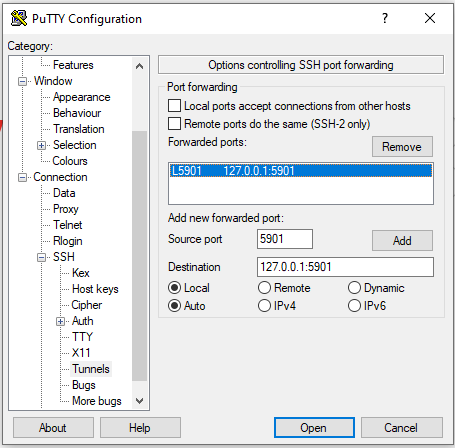 PuTTY Configuration
?
Category:
Features
Window
Appearance
Behaviour
Translation
Selection
Colours
Connection
Data
Proxy
Telnet
Rlogin
SSH
Kex
Host keys
Cipher
Auth
TTY
X11
Tunnels
Bugs
More bugs
Options controlling SSH port forwarding
Port forwarding
Local ports accept connections from other hosts
Remote ports do the same (SSH-2 only)
Forwarded ports:
Remove
L5901 127.0.0.1:5901
Add new forwarded port:
Source port 5901 Add
Destination 127.0.0.1:5901
Local Remote Dynamic
Auto IPv4 IPv6
About Help Open Cancel